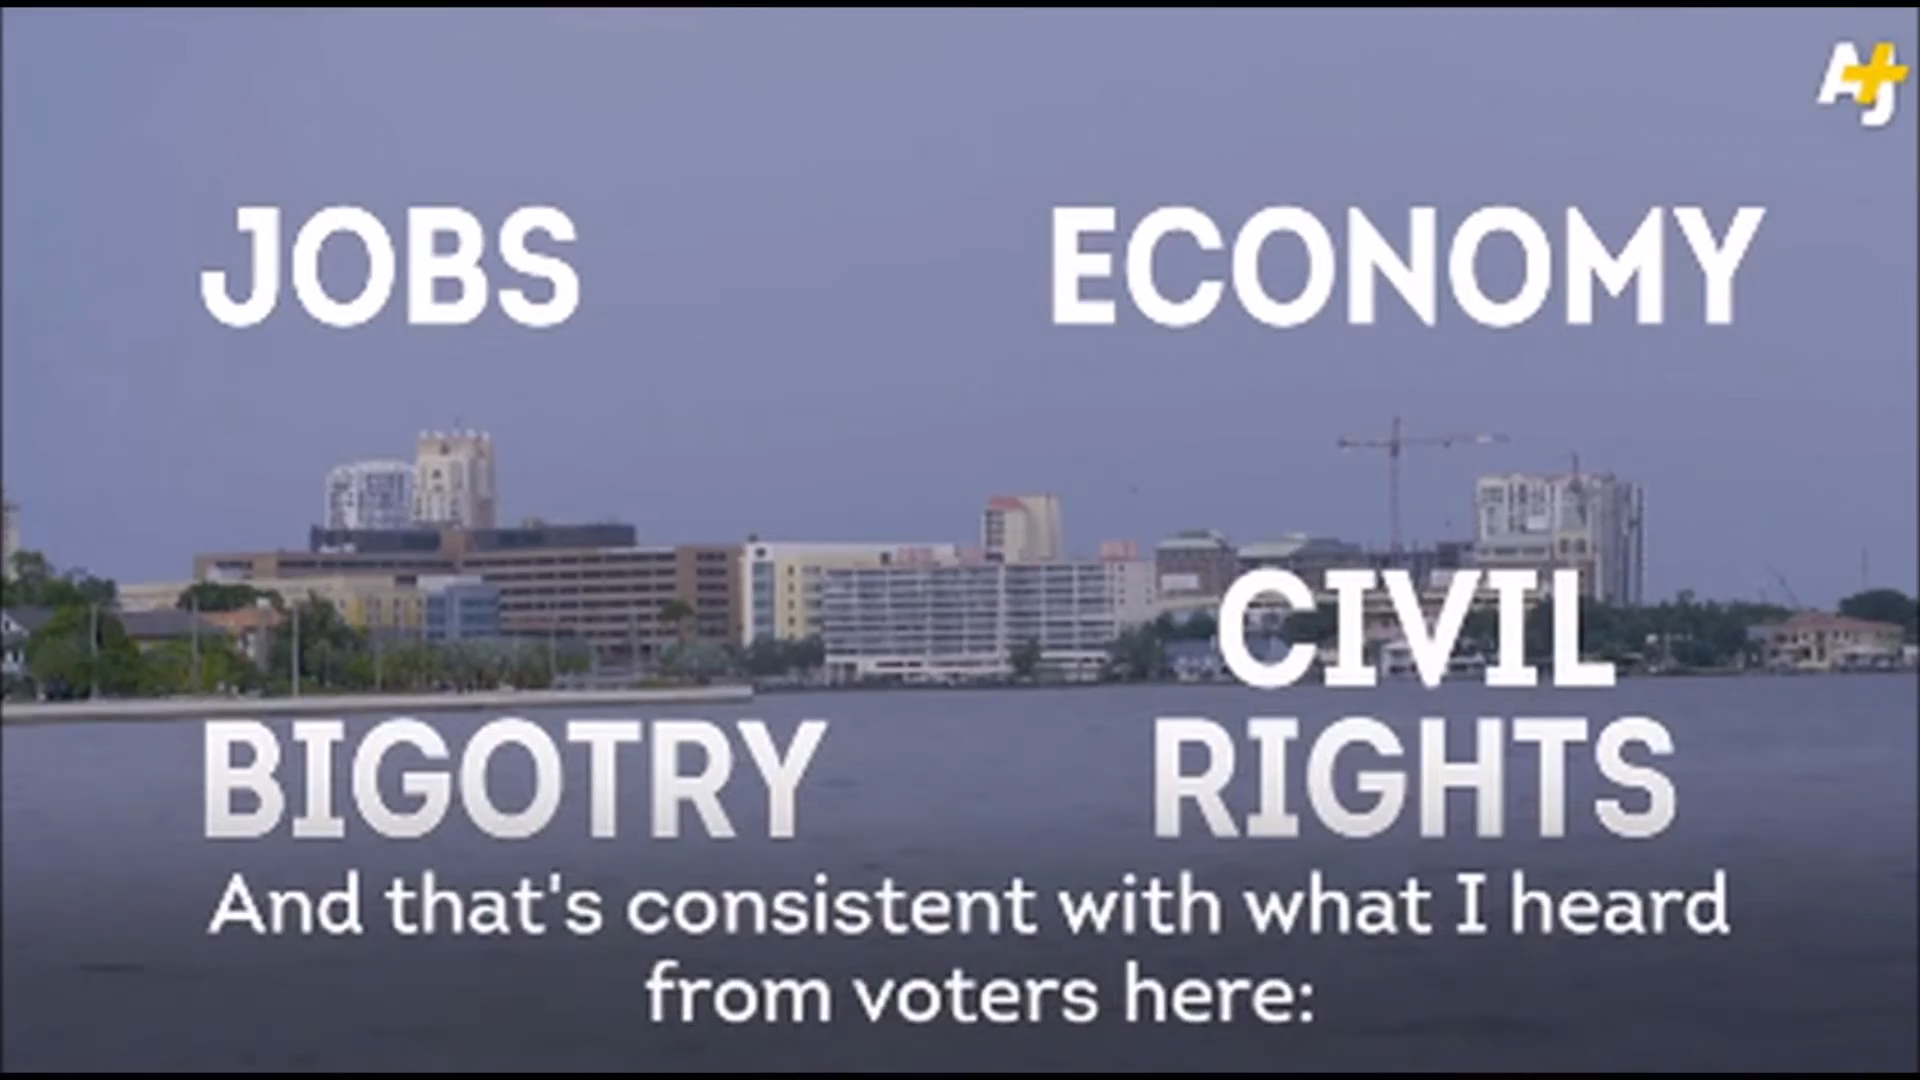 AJ+
JOBS
ECONOMY
CIVIL
BIGOTRY
RIGHTS
And that's consistent with what I heard
from voters here: